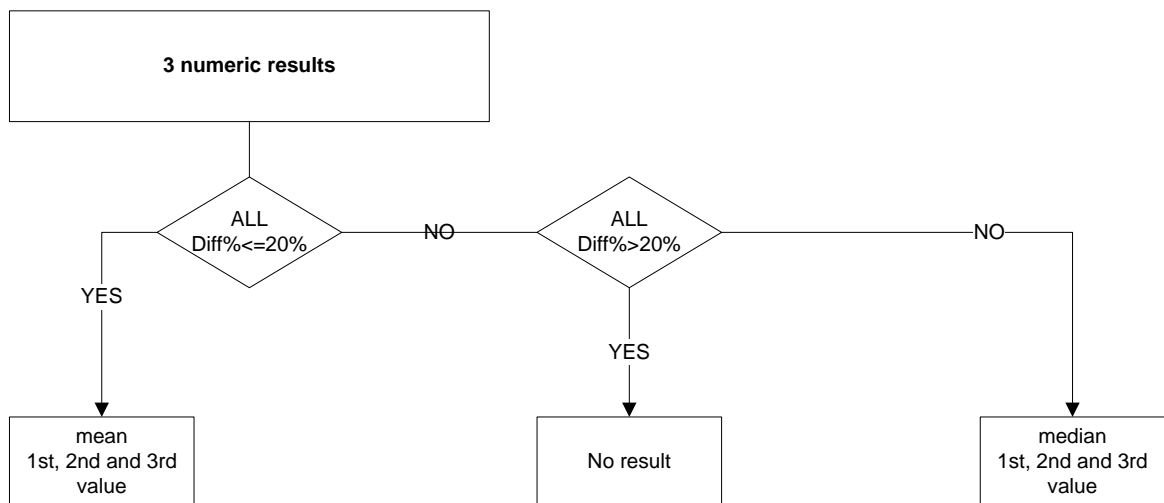 3 numeric results
ALL
Diff%<=20%
NO
ALL
Diff%>20%
NO
YES
YES
mean
1st, 2nd and 3rd
value
No result
median
1st, 2nd and 3rd
value